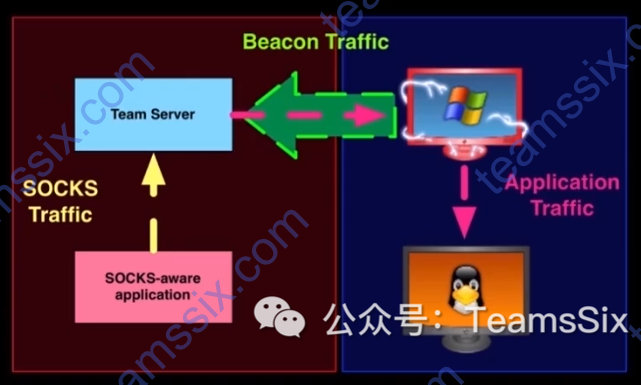 Beacon Traffic
Team Server
SOCKS
Traffic
Application
Traffic
SOCKS-aware
application
公众号：TeamsSix
teamssix.com
teamssix.com
teamssix.com